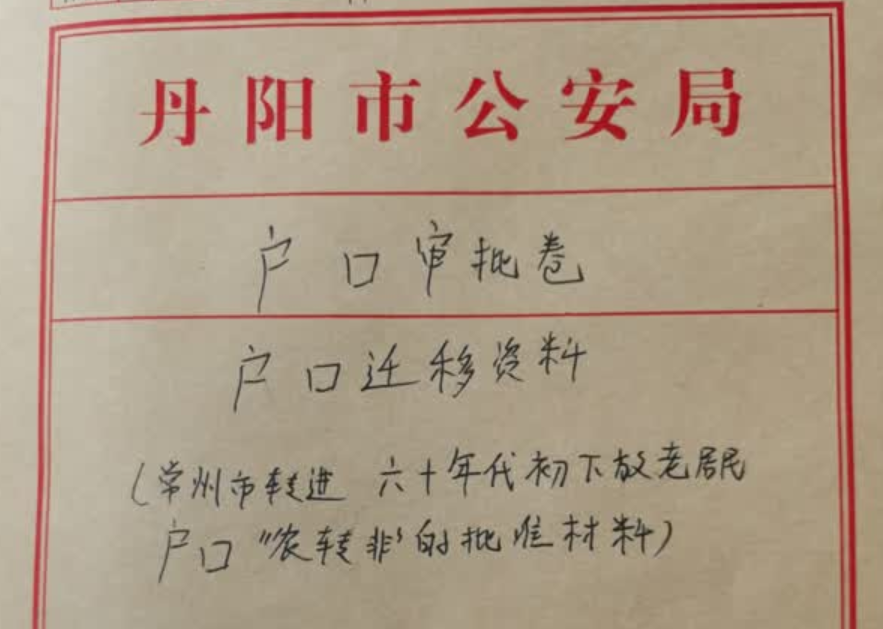 丹阳市公安局
户口审批卷
户口迁移资料
(常州市转进 六十年代初下放老居民
户口"农转非"的批准材料)